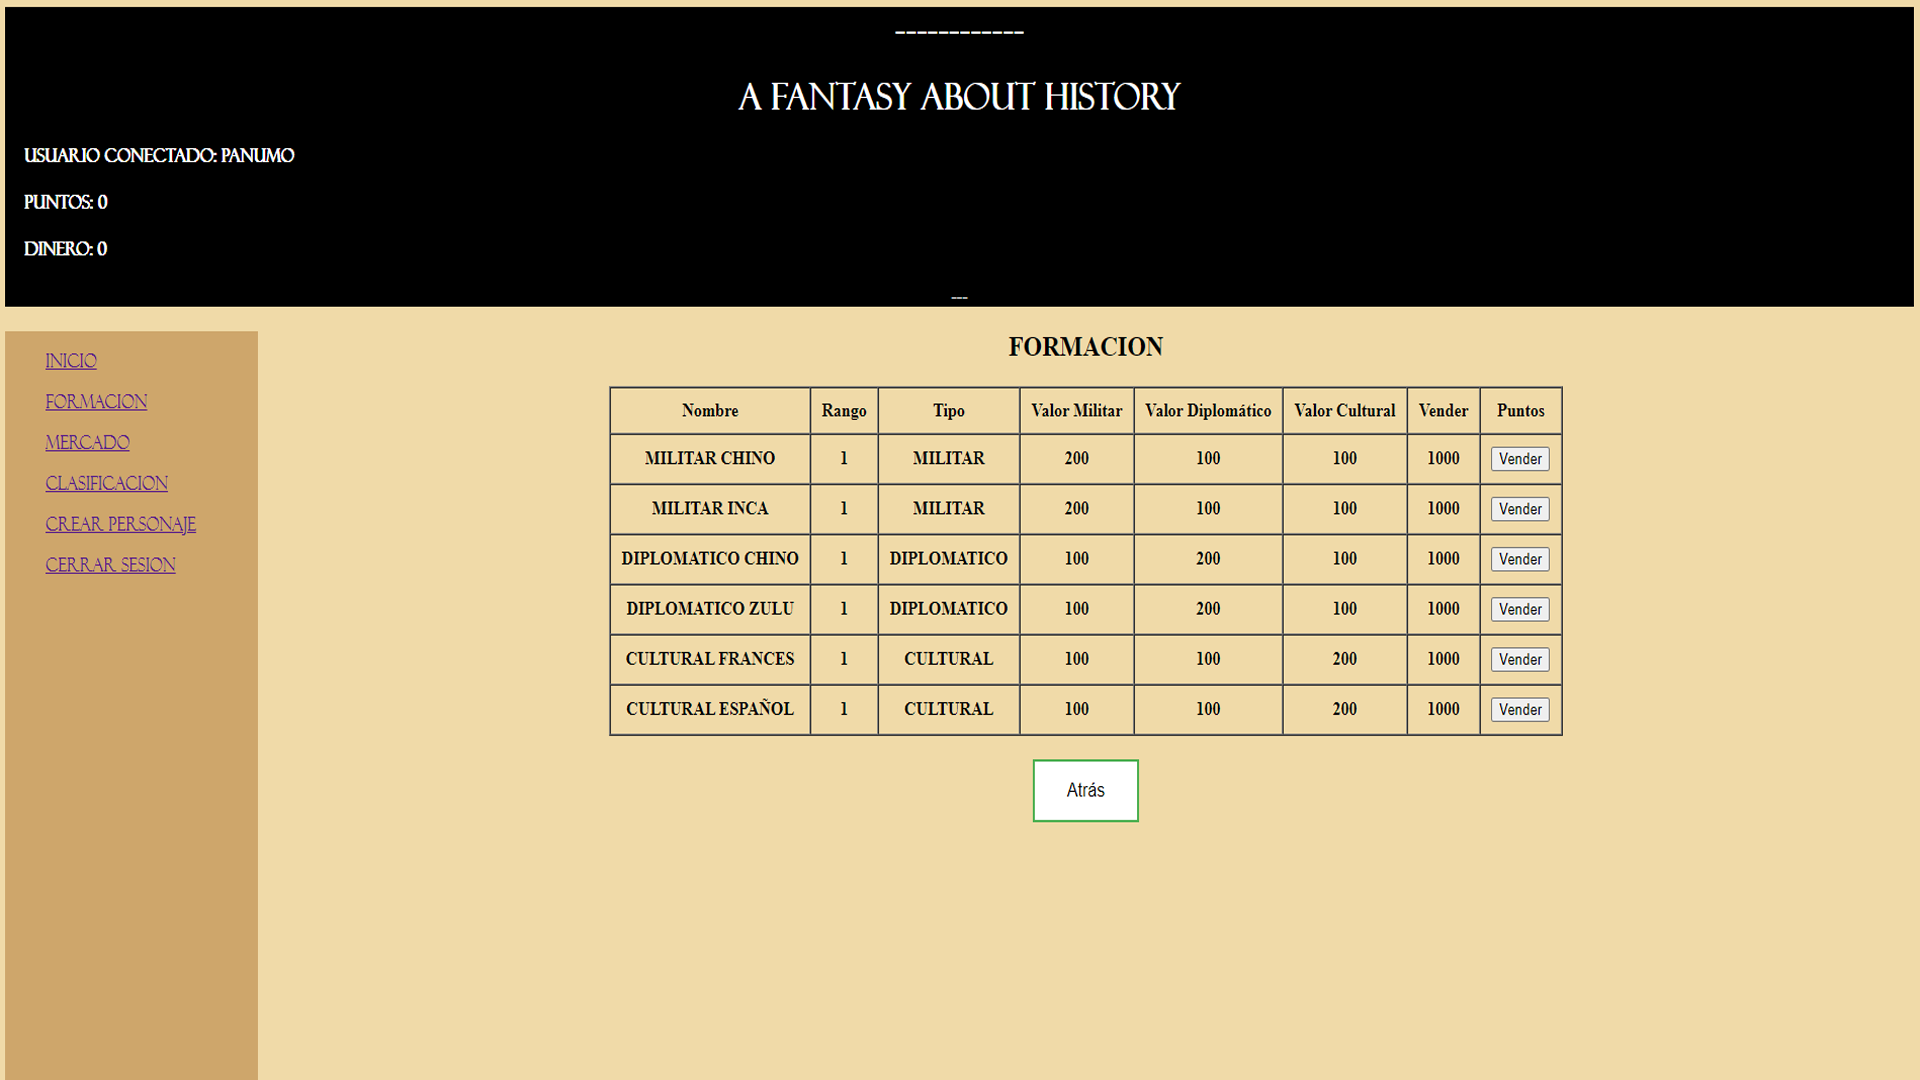 ------------
A FANTASY ABOUT HISTORY
USUARIO CONECTADO: PANUMO
PUNTOS: 0
DINERO: 0
---
INICIO
FORMACION
MERCADO
CLASIFICACION
CREAR PERSONAJE
CERRAR SESION
FORMACION
Nombre Rango Tipo Valor Militar Valor Diplomático Valor Cultural Vender Puntos
MILITAR CHINO 1 MILITAR 200 100 100 1000 Vender
MILITAR INCA 1 MILITAR 200 100 100 1000 Vender
DIPLOMATICO CHINO 1 DIPLOMATICO 100 200 100 1000 Vender
DIPLOMATICO ZULU 1 DIPLOMATICO 100 200 100 1000 Vender
CULTURAL FRANCES 1 CULTURAL 100 100 200 1000 Vender
CULTURAL ESPAÑOL 1 CULTURAL 100 100 200 1000 Vender
Atrás